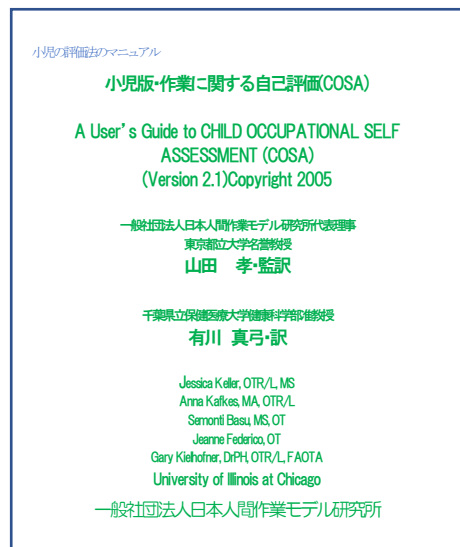 小児の評価法のマニュアル
小児版・作業に関する自己評価(COSA)
A User's Guide to CHILD OCCUPATIONAL SELF
ASSESSMENT (COSA)
(Version 2.1)Copyright 2005
一般社団法人日本人間作業モデル研究所代表理事
東京都立大学名誉教授
山田 孝・監訳
千葉県立保健医療大学健康科学部准教授
有川 真弓・訳
Jessica Keller, OTR/L, MS
Anna Kafkes, MA, OTR/L
Semonti Basu, MS, OT
Jeanne Federico, OT
Gary Kielhofner, DrPH, OTR/L, FAOTA
University of Illinois at Chicago
一般社団法人日本人間作業モデル研究所